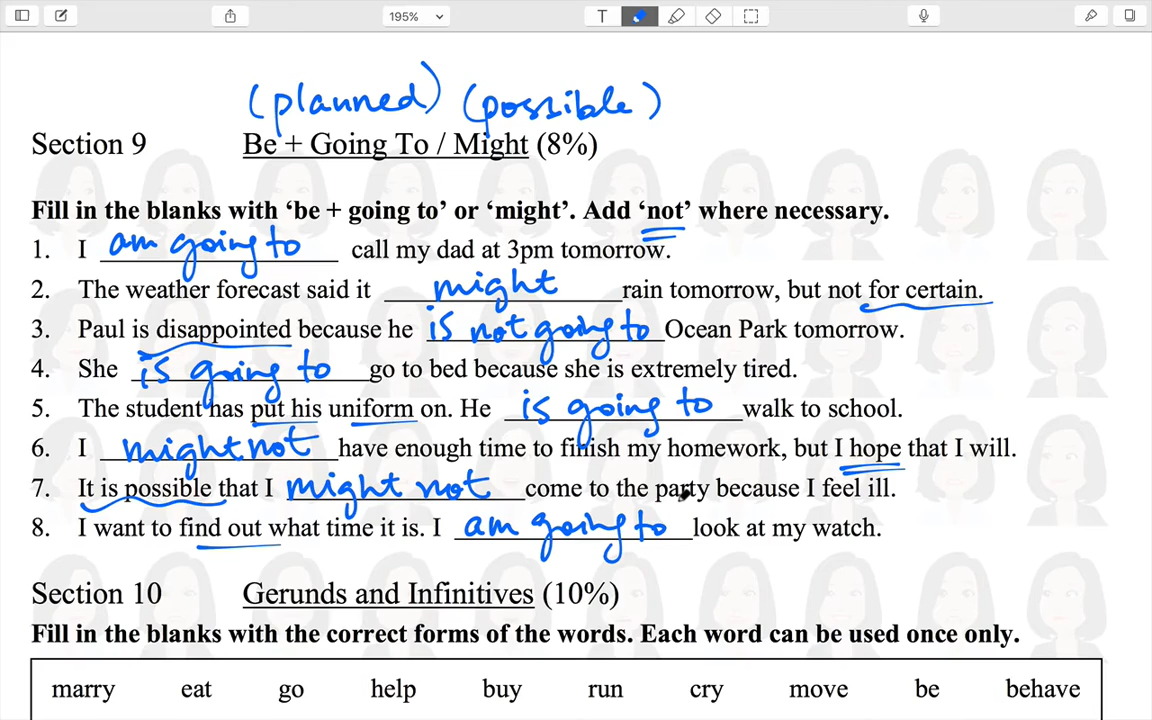 195%
T
(planned) (possible)
Section 9 Be + Going To / Might (8%)
Fill in the blanks with ‘be + going to’ or ‘might’. Add ‘not’ where necessary.
1. I am going to call my dad at 3pm tomorrow.
2. The weather forecast said it might rain tomorrow, but not for certain.
3. Paul is disappointed because he is not going to Ocean Park tomorrow.
4. She is going to go to bed because she is extremely tired.
5. The student has put his uniform on. He is going to walk to school.
6. I might not have enough time to finish my homework, but I hope that I will.
7. It is possible that I might not come to the party because I feel ill.
8. I want to find out what time it is. I am going to look at my watch.
Section 10 Gerunds and Infinitives (10%)
Fill in the blanks with the correct forms of the words. Each word can be used once only.
marry eat go help buy run cry move be behave